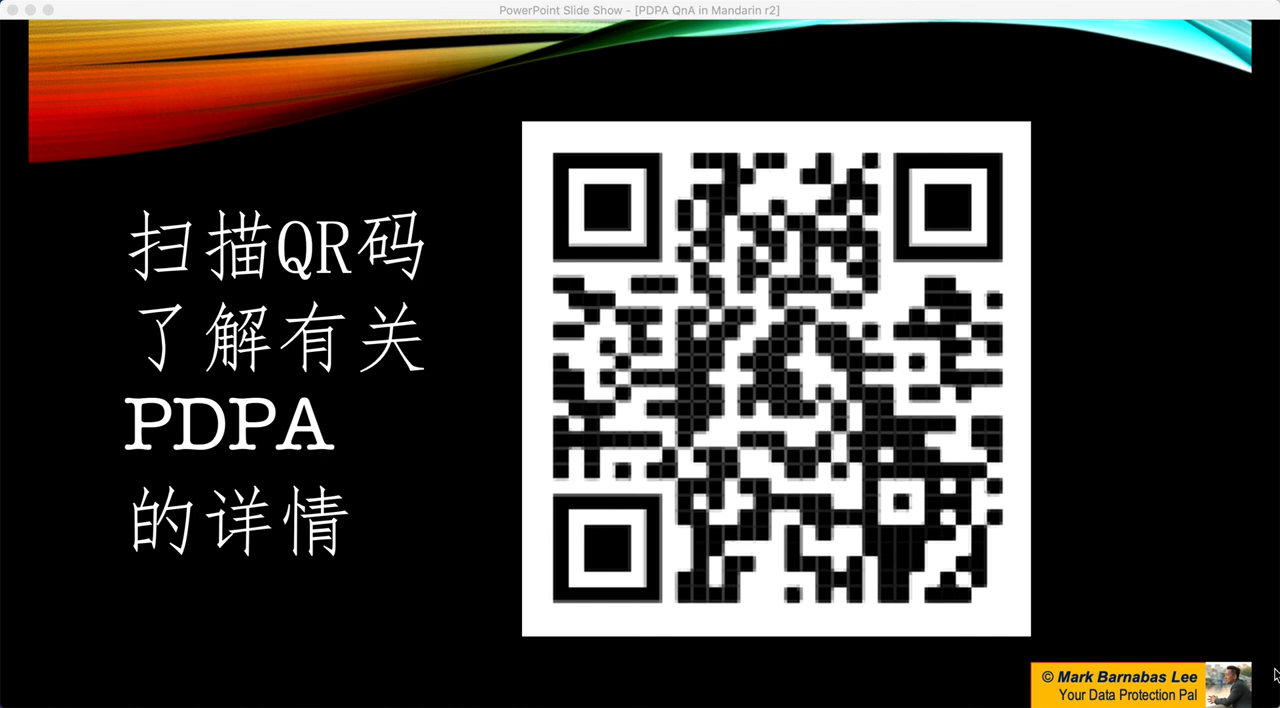 PowerPoint Slide Show - [PDPA QnA in Mandarin r2]
扫描QR码
了解有关
PDPA
的详情
© Mark Barnabas Lee
Your Data Protection Pal